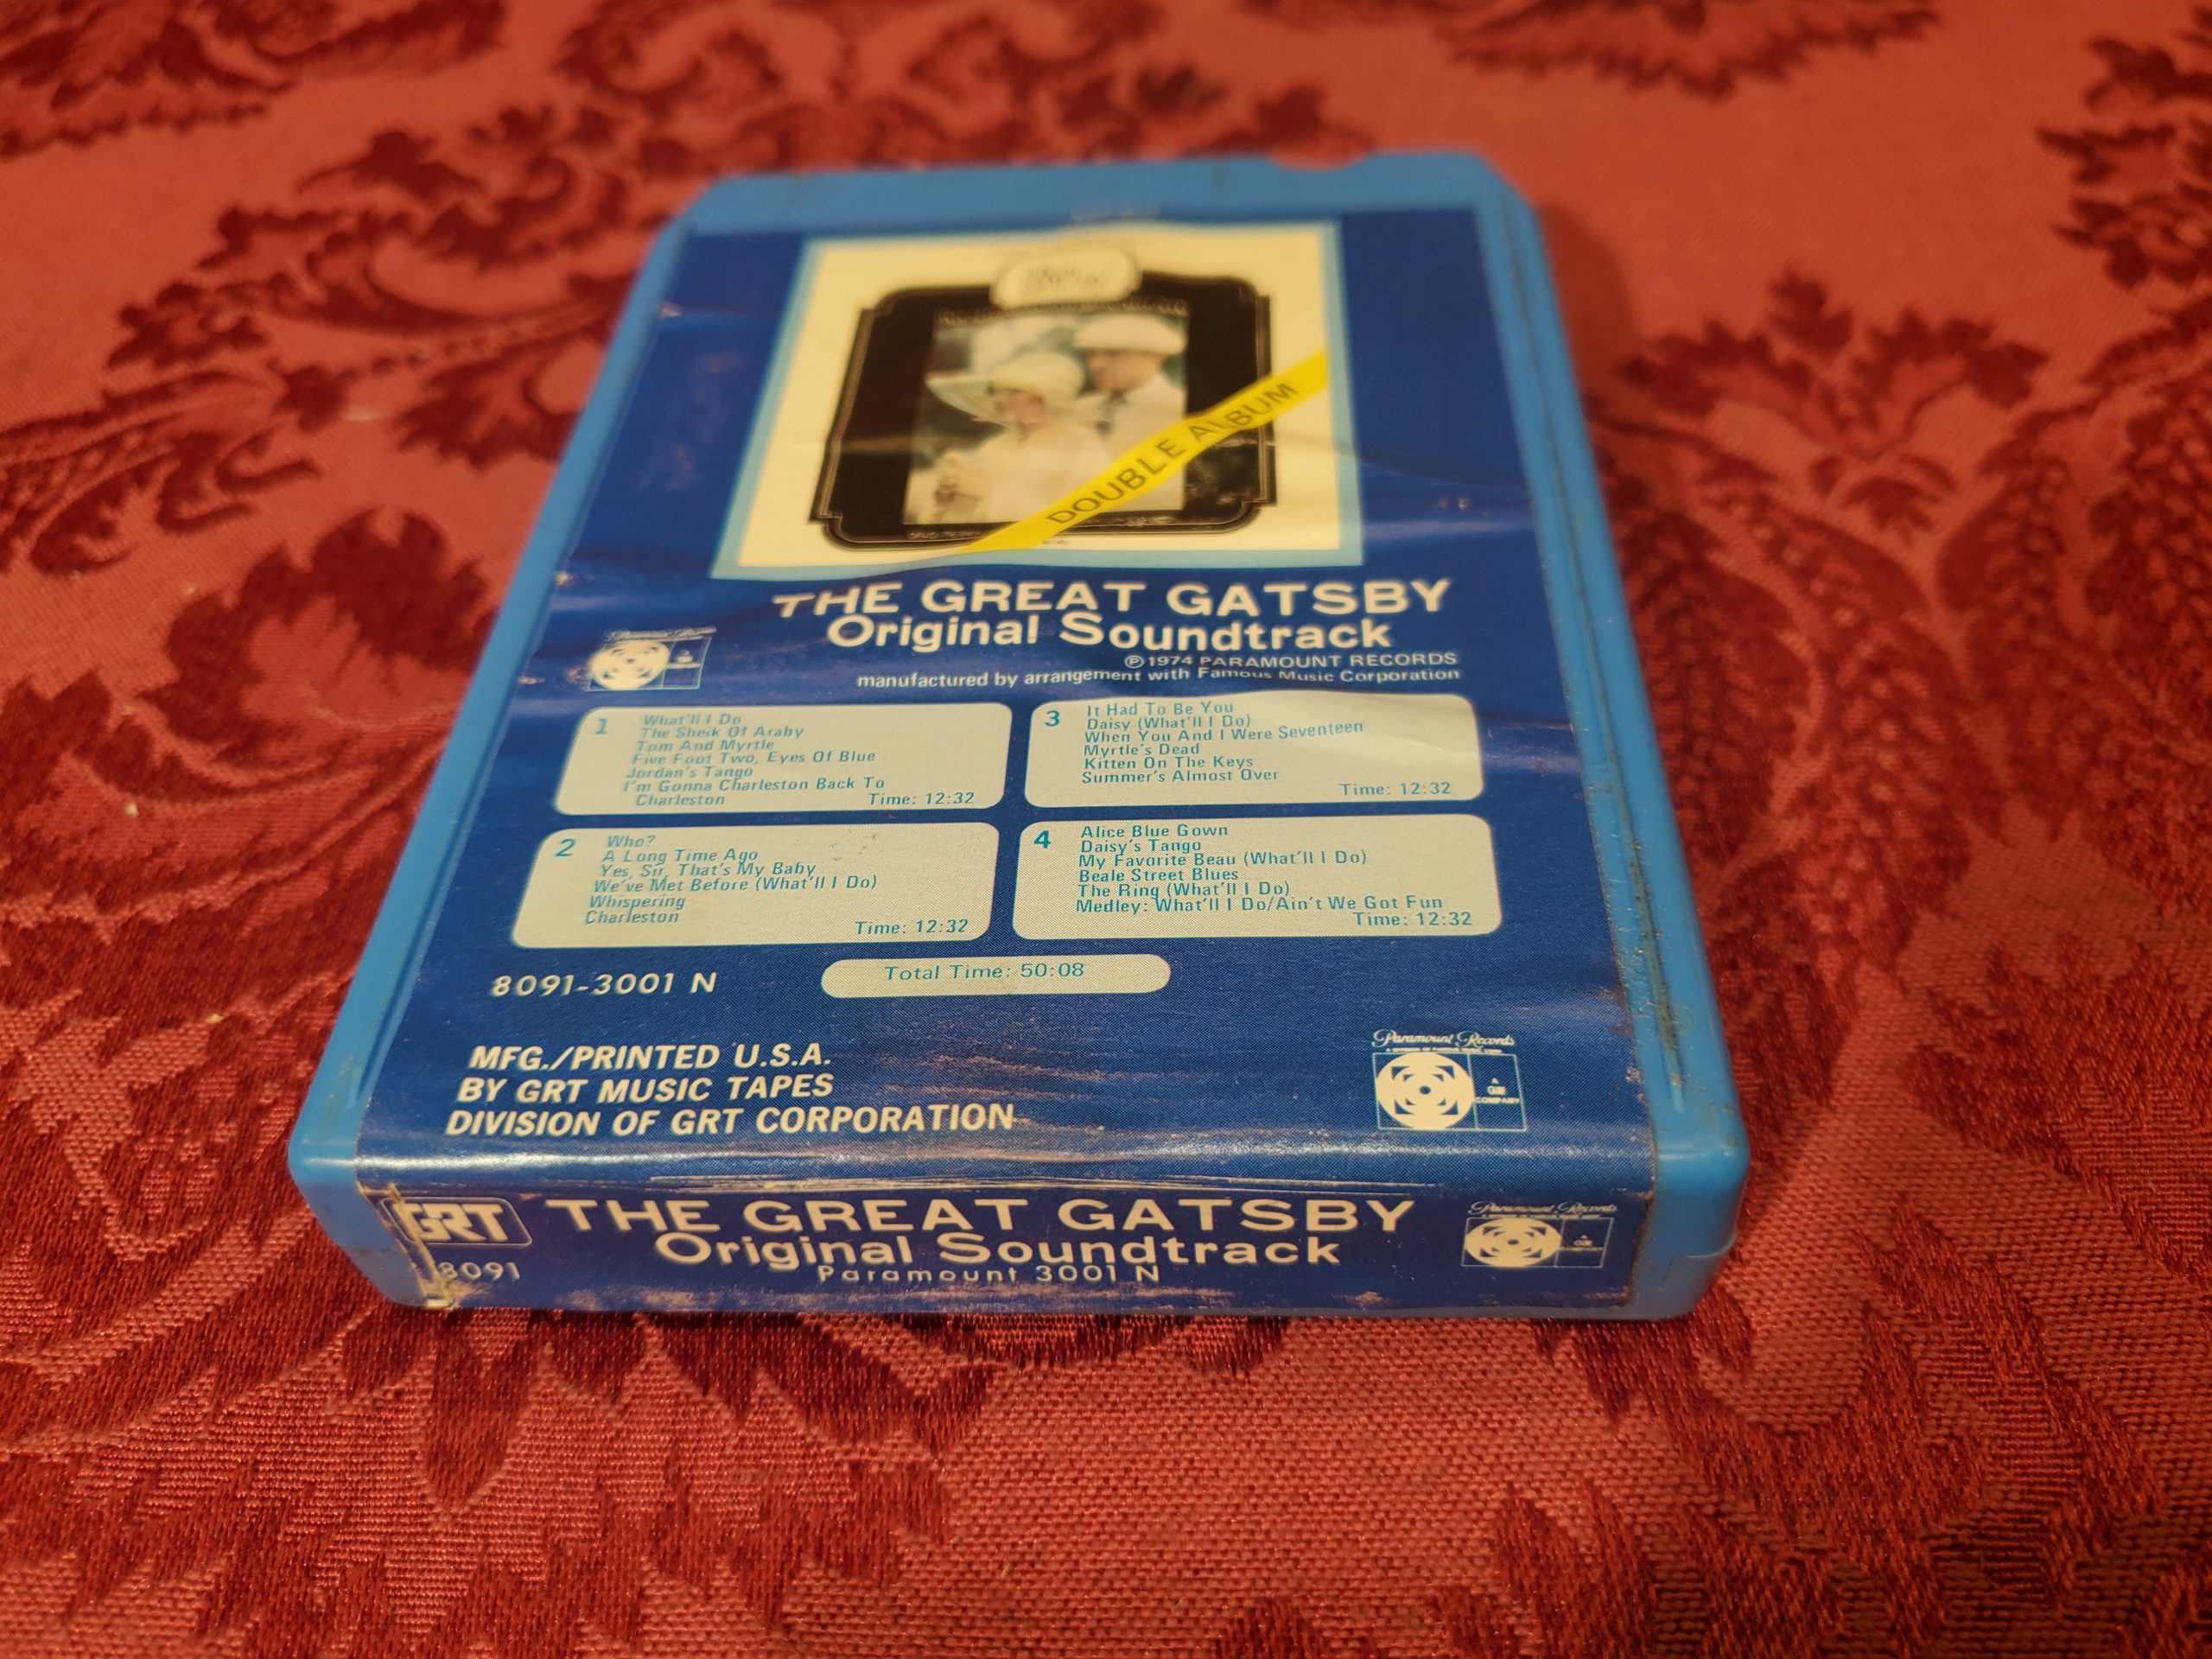 DOUBLE ALBUM
THE GREAT GATSBY
Original Soundtrack
℗ 1974 PARAMOUNT RECORDS
manufactured by arrangement with Famous Music Corporation
1
What'll I Do
The Sheik Of Araby
Tom And Myrtle
Five Foot Two, Eyes Of Blue
Jordan's Tango
I'm Gonna Charleston Back To
Charleston Time: 12:32
2
Who?
A Long Time Ago
Yes, Sir, That's My Baby
We've Met Before (What'll I Do)
Whispering
Charleston
Time: 12:32
3
It Had To Be You
Daisy (What'll I Do)
When You And I Were Seventeen
Myrtle's Dead
Kitten On The Keys
Summer's Almost Over
Time: 12:32
4
Alice Blue Gown
Daisy's Tango
My Favorite Beau (What'll I Do)
Beale Street Blues
The Ring (What'll I Do)
Medley: What'll I Do/Ain't We Got Fun
Time: 12:32
8091-3001 N
Total Time: 50:08
MFG./PRINTED U.S.A.
BY GRT MUSIC TAPES
DIVISION OF GRT CORPORATION
Paramount Records
A
G+W
COMPANY
GRT
8091
THE GREAT GATSBY
Original Soundtrack
Paramount 3001 N
Paramount Records